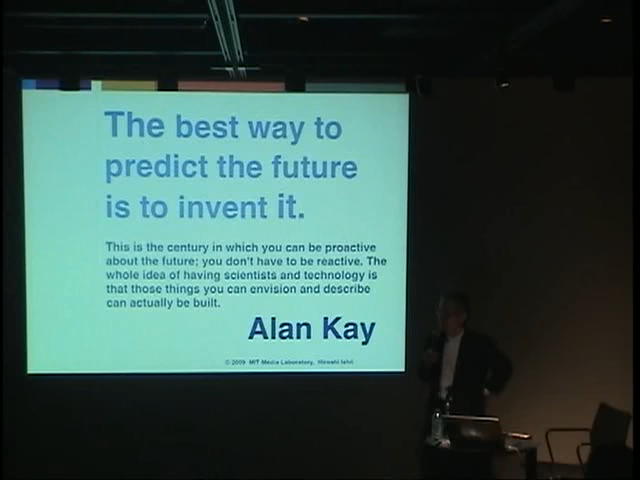 The best way to
predict the future
is to invent it.
This is the century in which you can be proactive
about the future; you don't have to be reactive. The
whole idea of having scientists and technology is
that those things you can envision and describe
can actually be built.
Alan Kay
© 2009 MIT Media Laboratory, Hiroshi Ishii